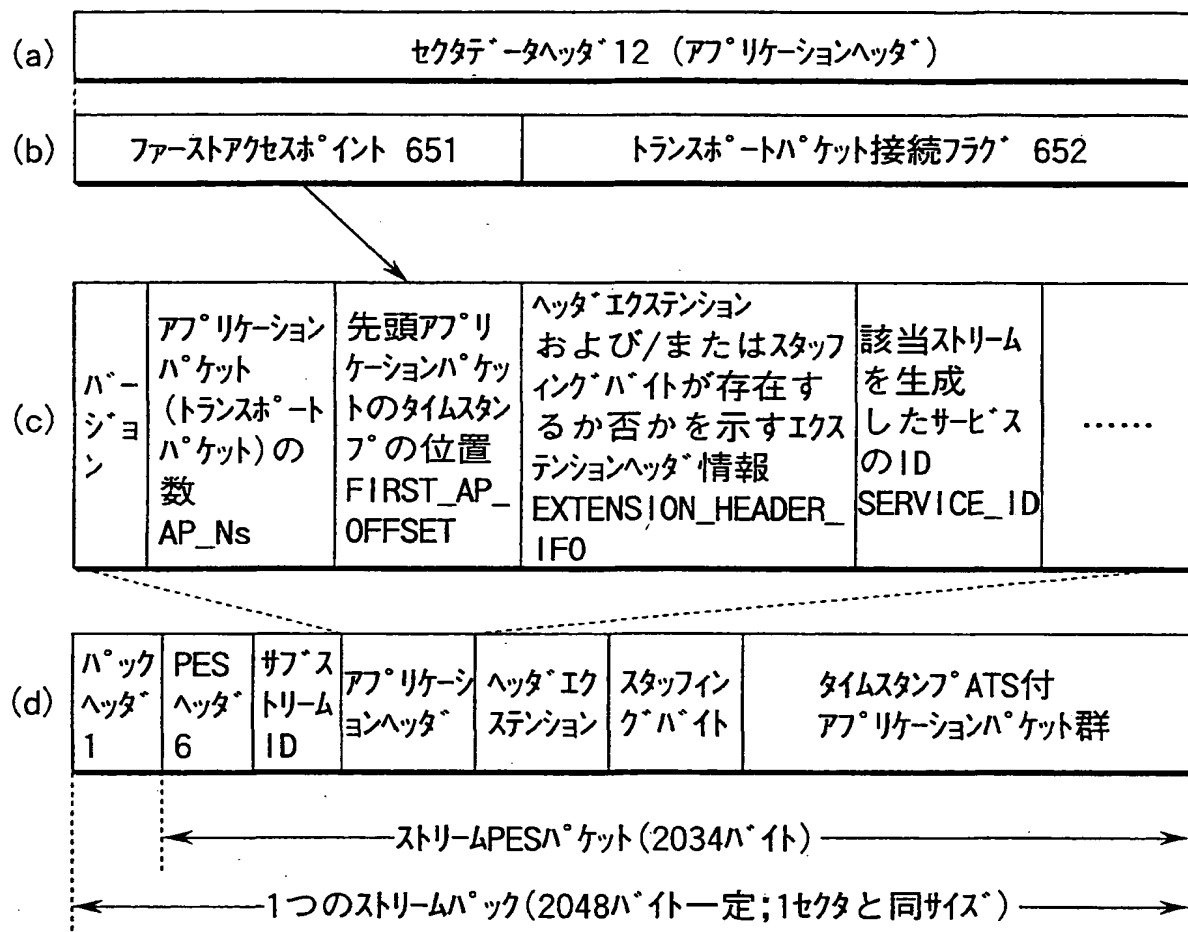 (a)
セクタデータヘッダ12 (アプリケーションヘッダ)
(b)
ファーストアクセスポイント 651
トランスポートパケット接続フラグ 652
(c)
バー
ジョ
ン
アプリケーション
パケット
(トランスポート
パケット)の
数
AP_Ns
先頭アプリ
ケーションパケッ
トのタイムスタン
プの位置
FIRST_AP_
OFFSET
ヘッダエクステンション
および/またはスタッフ
ィングバイトが存在す
るか否かを示すエクス
テンションヘッダ情報
EXTENSION_HEADER_
IFO
該当ストリーム
を生成
したサービス
のID
SERVICE_ID
……
(d)
パック
ヘッダ
1
PES
ヘッダ
6
サブス
トリーム
ID
アプリケーシ
ョンヘッダ
ヘッダエク
ステンション
スタッフィン
グバイト
タイムスタンプATS付
アプリケーションパケット群
ストリームPESパケット(2034バイト)
1つのストリームパック(2048バイト一定;1セクタと同サイズ)